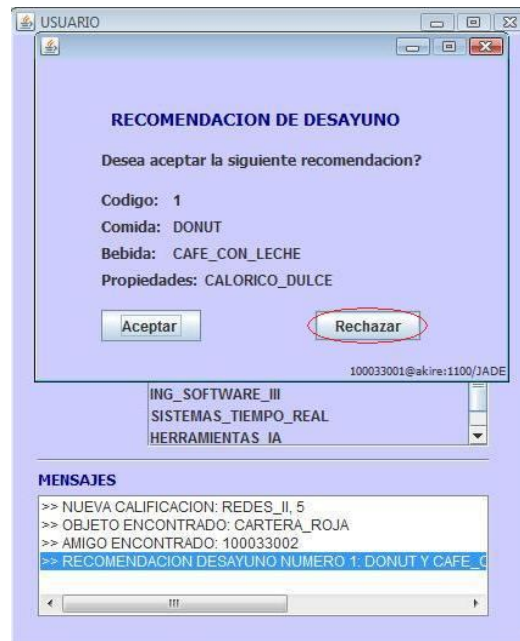 USUARIO
RECOMENDACION DE DESAYUNO
Desea aceptar la siguiente recomendacion?
Codigo: 1
Comida: DONUT
Bebida: CAFE_CON_LECHE
Propiedades: CALORICO_DULCE
Aceptar Rechazar
100033001@akire:1100/JADE
ING_SOFTWARE_III
SISTEMAS_TIEMPO_REAL
HERRAMIENTAS_IA
MENSAJES
>> NUEVA CALIFICACION: REDES_II, 5
>> OBJETO ENCONTRADO: CARTERA_ROJA
>> AMIGO ENCONTRADO: 100033002
>> RECOMENDACION DESAYUNO NUMERO 1: DONUT Y CAFE_